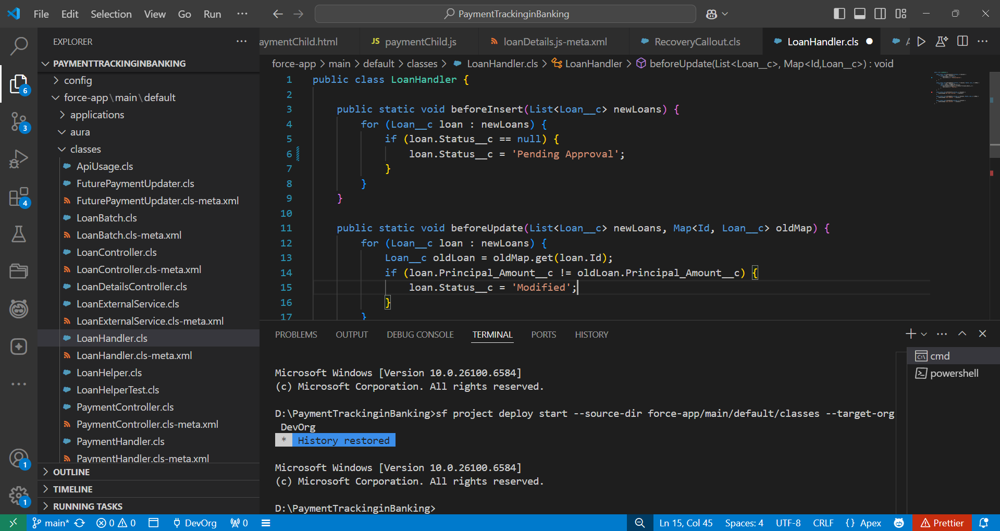 File Edit Selection View Go Run ···
PaymentTrackinginBanking
EXPLORER
PAYMENTTRACKINGINBANKING
config
force-app\main\default
applications
aura
classes
ApiUsage.cls
FuturePaymentUpdater.cls
FuturePaymentUpdater.cls-meta.xml
LoanBatch.cls
LoanBatch.cls-meta.xml
LoanController.cls
LoanController.cls-meta.xml
LoanDetailsController.cls
LoanExternalService.cls
LoanExternalService.cls-meta.xml
LoanHandler.cls
LoanHandler.cls-meta.xml
LoanHelper.cls
LoanHelperTest.cls
PaymentController.cls
PaymentController.cls-meta.xml
PaymentHandler.cls
PaymentHandler.cls-meta.xml
OUTLINE
TIMELINE
RUNNING TASKS
6
3
4
1
1
aymentChild.html JS paymentChild.js loanDetails.js-meta.xml RecoveryCallout.cls LoanHandler.cls
force-app > main > default > classes > LoanHandler.cls > LoanHandler > beforeUpdate(List<Loan__c>, Map<Id,Loan__c>) : void
1 public class LoanHandler {
2
3 public static void beforeInsert(List<Loan__c> newLoans) {
4 for (Loan__c loan : newLoans) {
5 if (loan.Status__c == null) {
6 loan.Status__c = 'Pending Approval';
7 }
8 }
9 }
10
11 public static void beforeUpdate(List<Loan__c> newLoans, Map<Id, Loan__c> oldMap) {
12 for (Loan__c loan : newLoans) {
13 Loan__c oldLoan = oldMap.get(loan.Id);
14 if (loan.Principal_Amount__c != oldLoan.Principal_Amount__c) {
15 loan.Status__c = 'Modified';
16 }
17 }
PROBLEMS OUTPUT DEBUG CONSOLE TERMINAL PORTS HISTORY
cmd
powershell
Microsoft Windows [Version 10.0.26100.6584]
(c) Microsoft Corporation. All rights reserved.
D:\PaymentTrackinginBanking>sf project deploy start --source-dir force-app/main/default/classes --target-org
DevOrg
* History restored
Microsoft Windows [Version 10.0.26100.6584]
(c) Microsoft Corporation. All rights reserved.
D:\PaymentTrackinginBanking>
main* 0 0 DevOrg 0 Ln 15, Col 45 Spaces: 4 UTF-8 CRLF {} Apex Prettier